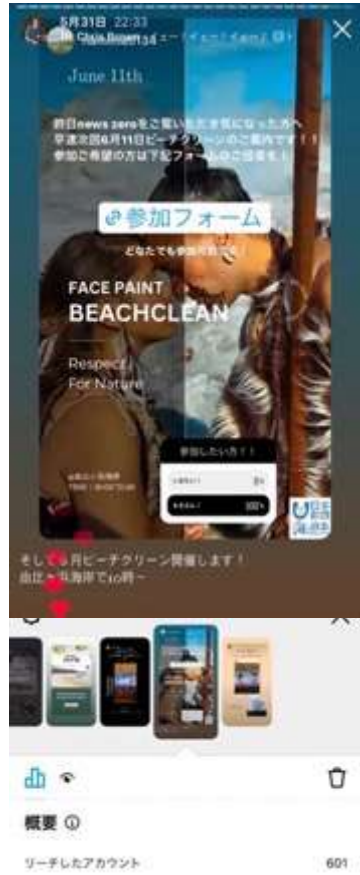 5月31日 22:33
June 11th
昨日news zeroをご覧いただき気になった方へ
早速次回6月11日ビーチクリーンのご案内です！！
参加ご希望の方は下記フォームのご回答を！
参加フォーム
どなたでも参加可能です！
FACE PAINT
BEACHCLEAN
Respect
For Nature
参加したい方！！
そして 月ビーチクリーン開催します！
由比 浜海岸で10時～
概要
リーチしたアカウント 601